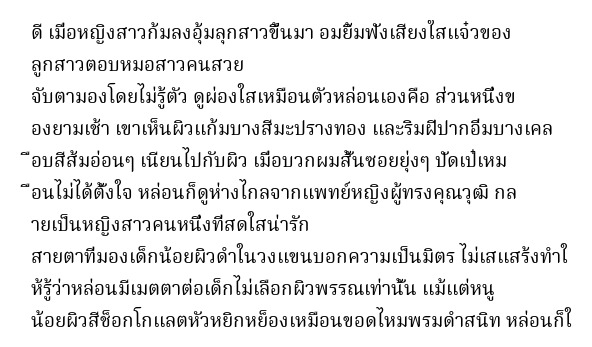 ดี เมื่อหญิงสาวก้มลงอุ้มลูกสาวขึ้นมา อมยิ้มฟังเสียงใสแจ๋วของ
ลูกสาวตอบหมอสาวคนสวย
จับตามองโดยไม่รู้ตัว ดูผ่องใสเหมือนตัวหล่อนเองคือ ส่วนหนึ่งข
องยามเช้า เขาเห็นผิวแก้มบางสีมะปรางทอง และริมฝีปากอิ่มบางเคล
ือบสีส้มอ่อนๆ เนียนไปกับผิว เมื่อบวกผมสั้นซอยยุ่งๆ ปัดเป๋เหม
ือนไม่ได้ตั้งใจ หล่อนก็ดูห่างไกลจากแพทย์หญิงผู้ทรงคุณวุฒิ กล
ายเป็นหญิงสาวคนหนึ่งที่สดใสน่ารัก
สายตาที่มองเด็กน้อยผิวดำในวงแขนบอกความเป็นมิตร ไม่เสแสร้งทำใ
ห้รู้ว่าหล่อนมีเมตตาต่อเด็กไม่เลือกผิวพรรณเท่านั้น แม้แต่หนู
น้อยผิวสีช็อกโกแลตหัวหยิกหย็องเหมือนขอดไหมพรมดำสนิท หล่อนก็ใ